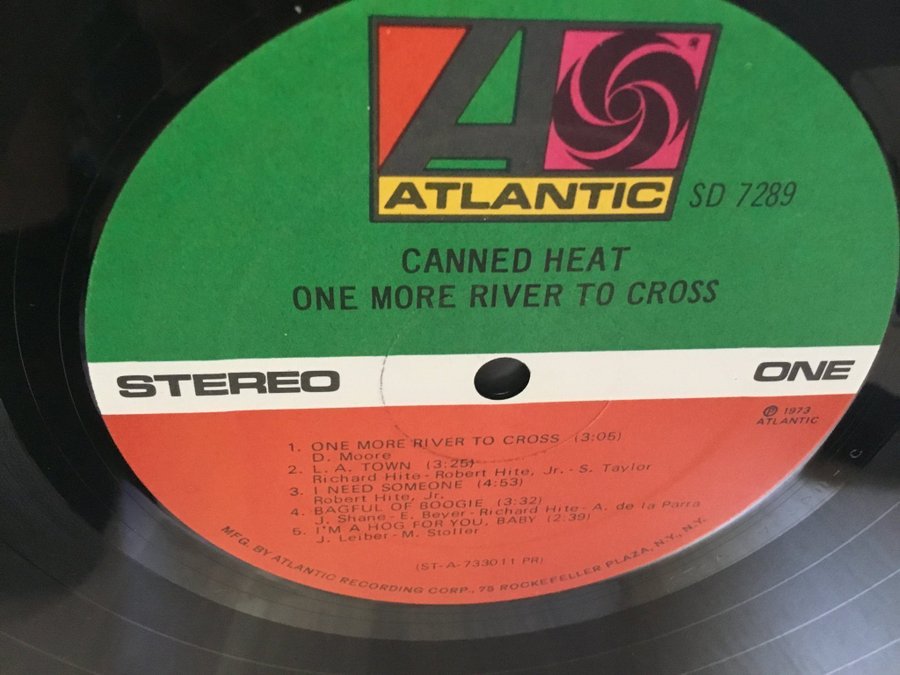 ATLANTIC
SD 7289
CANNED HEAT
ONE MORE RIVER TO CROSS
STEREO
ONE
℗ 1973
ATLANTIC
1. ONE MORE RIVER TO CROSS (3:05)
D. Moore
2. L. A. TOWN (3:25)
Richard Hite - Robert Hite, Jr. - S. Taylor
3. I NEED SOMEONE (4:53)
Robert Hite, Jr.
4. BAGFUL OF BOOGIE (3:32)
J. Shane - E. Beyer - Richard Hite - A. de la Parra
5. I'M A HOG FOR YOU, BABY (2:39)
J. Leiber - M. Stoller
(ST-A-733011 PR)
MFG. BY ATLANTIC RECORDING CORP., 75 ROCKEFELLER PLAZA, N.Y., N.Y.